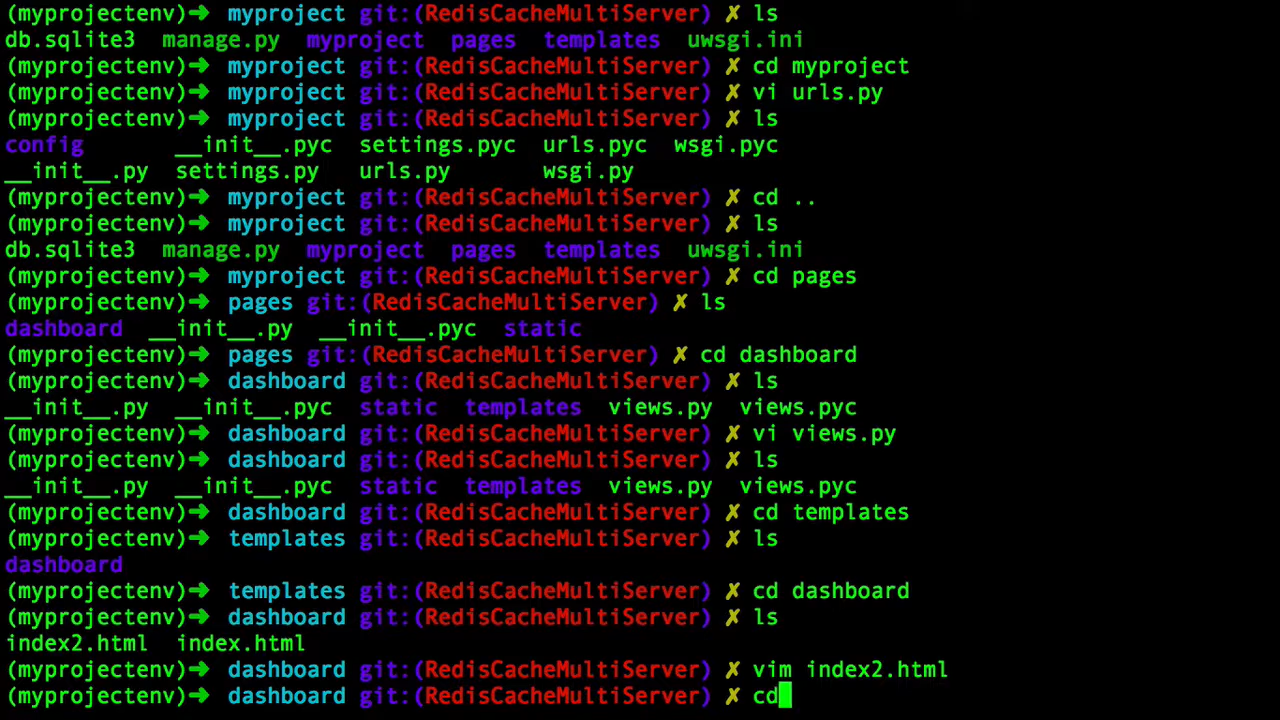 (myprojectenv)➜ myproject git:(RedisCacheMultiServer) ✗ ls
db.sqlite3 manage.py myproject pages templates uwsgi.ini
(myprojectenv)➜ myproject git:(RedisCacheMultiServer) ✗ cd myproject
(myprojectenv)➜ myproject git:(RedisCacheMultiServer) ✗ vi urls.py
(myprojectenv)➜ myproject git:(RedisCacheMultiServer) ✗ ls
config __init__.pyc settings.pyc urls.pyc wsgi.pyc
__init__.py settings.py urls.py wsgi.py
(myprojectenv)➜ myproject git:(RedisCacheMultiServer) ✗ cd ..
(myprojectenv)➜ myproject git:(RedisCacheMultiServer) ✗ ls
db.sqlite3 manage.py myproject pages templates uwsgi.ini
(myprojectenv)➜ myproject git:(RedisCacheMultiServer) ✗ cd pages
(myprojectenv)➜ pages git:(RedisCacheMultiServer) ✗ ls
dashboard __init__.py __init__.pyc static
(myprojectenv)➜ pages git:(RedisCacheMultiServer) ✗ cd dashboard
(myprojectenv)➜ dashboard git:(RedisCacheMultiServer) ✗ ls
__init__.py __init__.pyc static templates views.py views.pyc
(myprojectenv)➜ dashboard git:(RedisCacheMultiServer) ✗ vi views.py
(myprojectenv)➜ dashboard git:(RedisCacheMultiServer) ✗ ls
__init__.py __init__.pyc static templates views.py views.pyc
(myprojectenv)➜ dashboard git:(RedisCacheMultiServer) ✗ cd templates
(myprojectenv)➜ templates git:(RedisCacheMultiServer) ✗ ls
dashboard
(myprojectenv)➜ templates git:(RedisCacheMultiServer) ✗ cd dashboard
(myprojectenv)➜ dashboard git:(RedisCacheMultiServer) ✗ ls
index2.html index.html
(myprojectenv)➜ dashboard git:(RedisCacheMultiServer) ✗ vim index2.html
(myprojectenv)➜ dashboard git:(RedisCacheMultiServer) ✗ cd